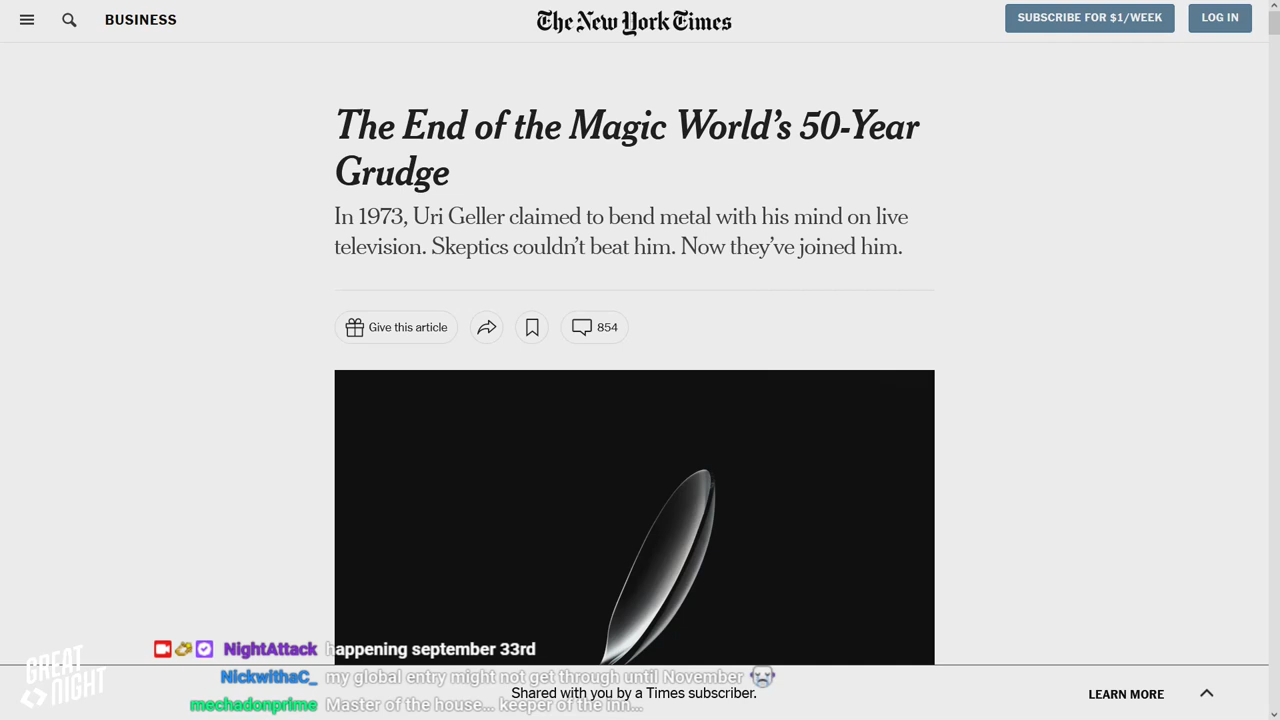 BUSINESS
The New York Times
SUBSCRIBE FOR $1/WEEK
LOG IN
The End of the Magic World's 50-Year
Grudge
In 1973, Uri Geller claimed to bend metal with his mind on live
television. Skeptics couldn't beat him. Now they've joined him.
Give this article
854
GREAT
NIGHT
NightAttack happening september 33rd
NickwithaC_ my global entry might not get through until November
mechadonprime Master of the house... keeper of the inn...
Shared with you by a Times subscriber.
LEARN MORE